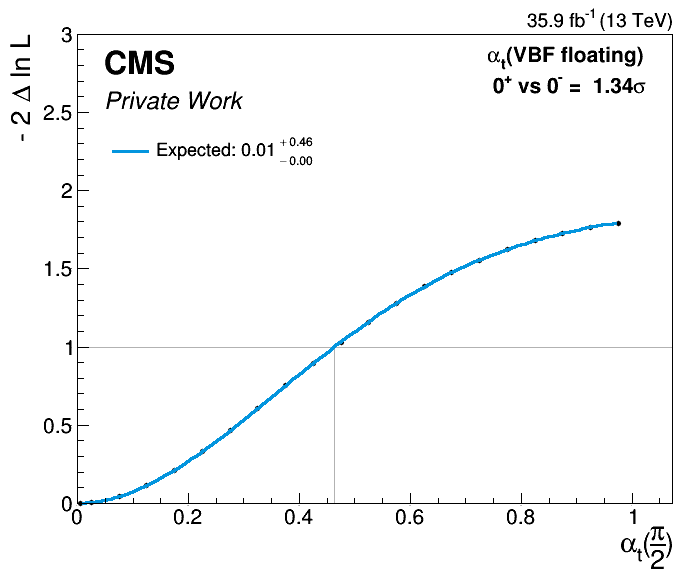 35.9 fb⁻¹ (13 TeV)
CMS
Private Work
αₜ(VBF floating)
0⁺ vs 0⁻ = 1.34σ
Expected: 0.01 +0.46 −0.00
- 2 Δ ln L
3
2.5
2
1.5
1
0.5
0
0 0.2 0.4 0.6 0.8 1
αₜ(π/2)